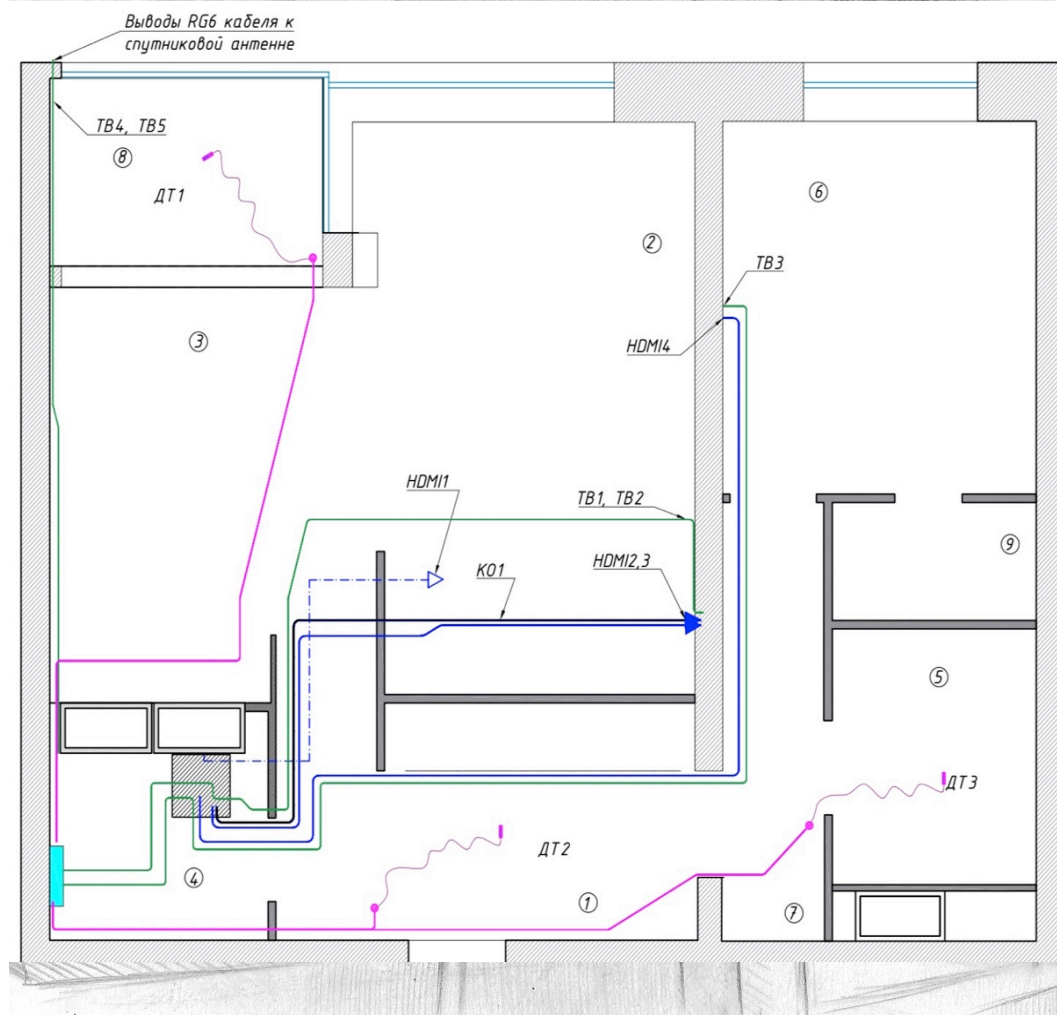 Выводы RG6 кабеля к
спутниковой антенне
ТВ4, ТВ5
8
ДТ1
6
2
ТВ3
3
HDMI4
HDMI1
ТВ1, ТВ2
КО1
HDMI2,3
9
5
ДТ3
ДТ2
4
1
7